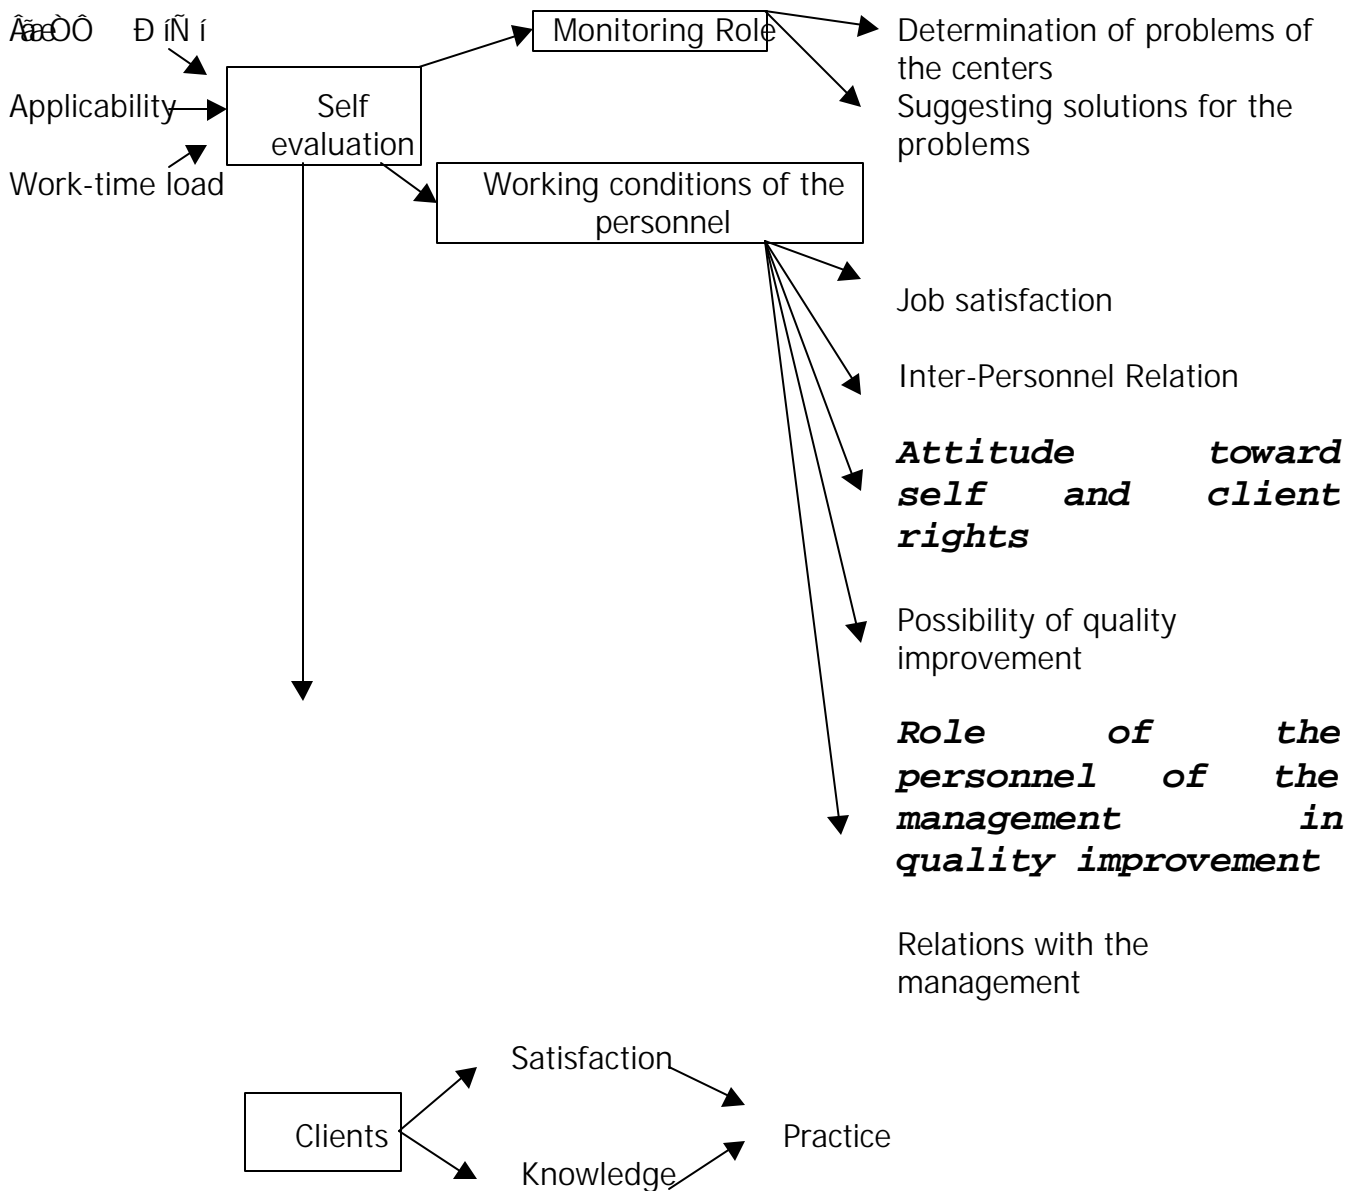 Monitoring Role
Determination of problems of
the centers
Applicability
Self
evaluation
Suggesting solutions for the
problems
Work-time load
Working conditions of the
personnel
Job satisfaction
Inter-Personnel Relation
Attitude toward
self and client
rights
Possibility of quality
improvement
Role of the
personnel of the
management in
quality improvement
Relations with the
management
Satisfaction
Clients
Practice
Knowledge